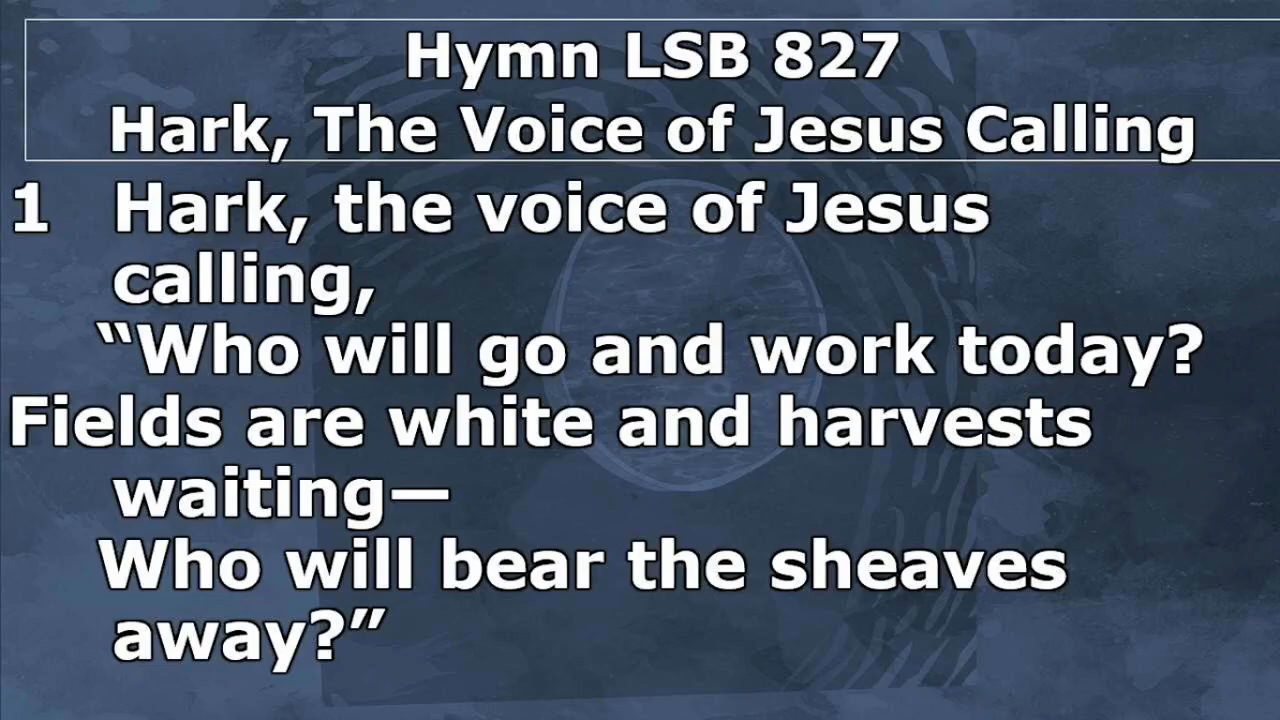 Hymn LSB 827
Hark, The Voice of Jesus Calling
1 Hark, the voice of Jesus
calling,
“Who will go and work today?
Fields are white and harvests
waiting—
Who will bear the sheaves
away?”